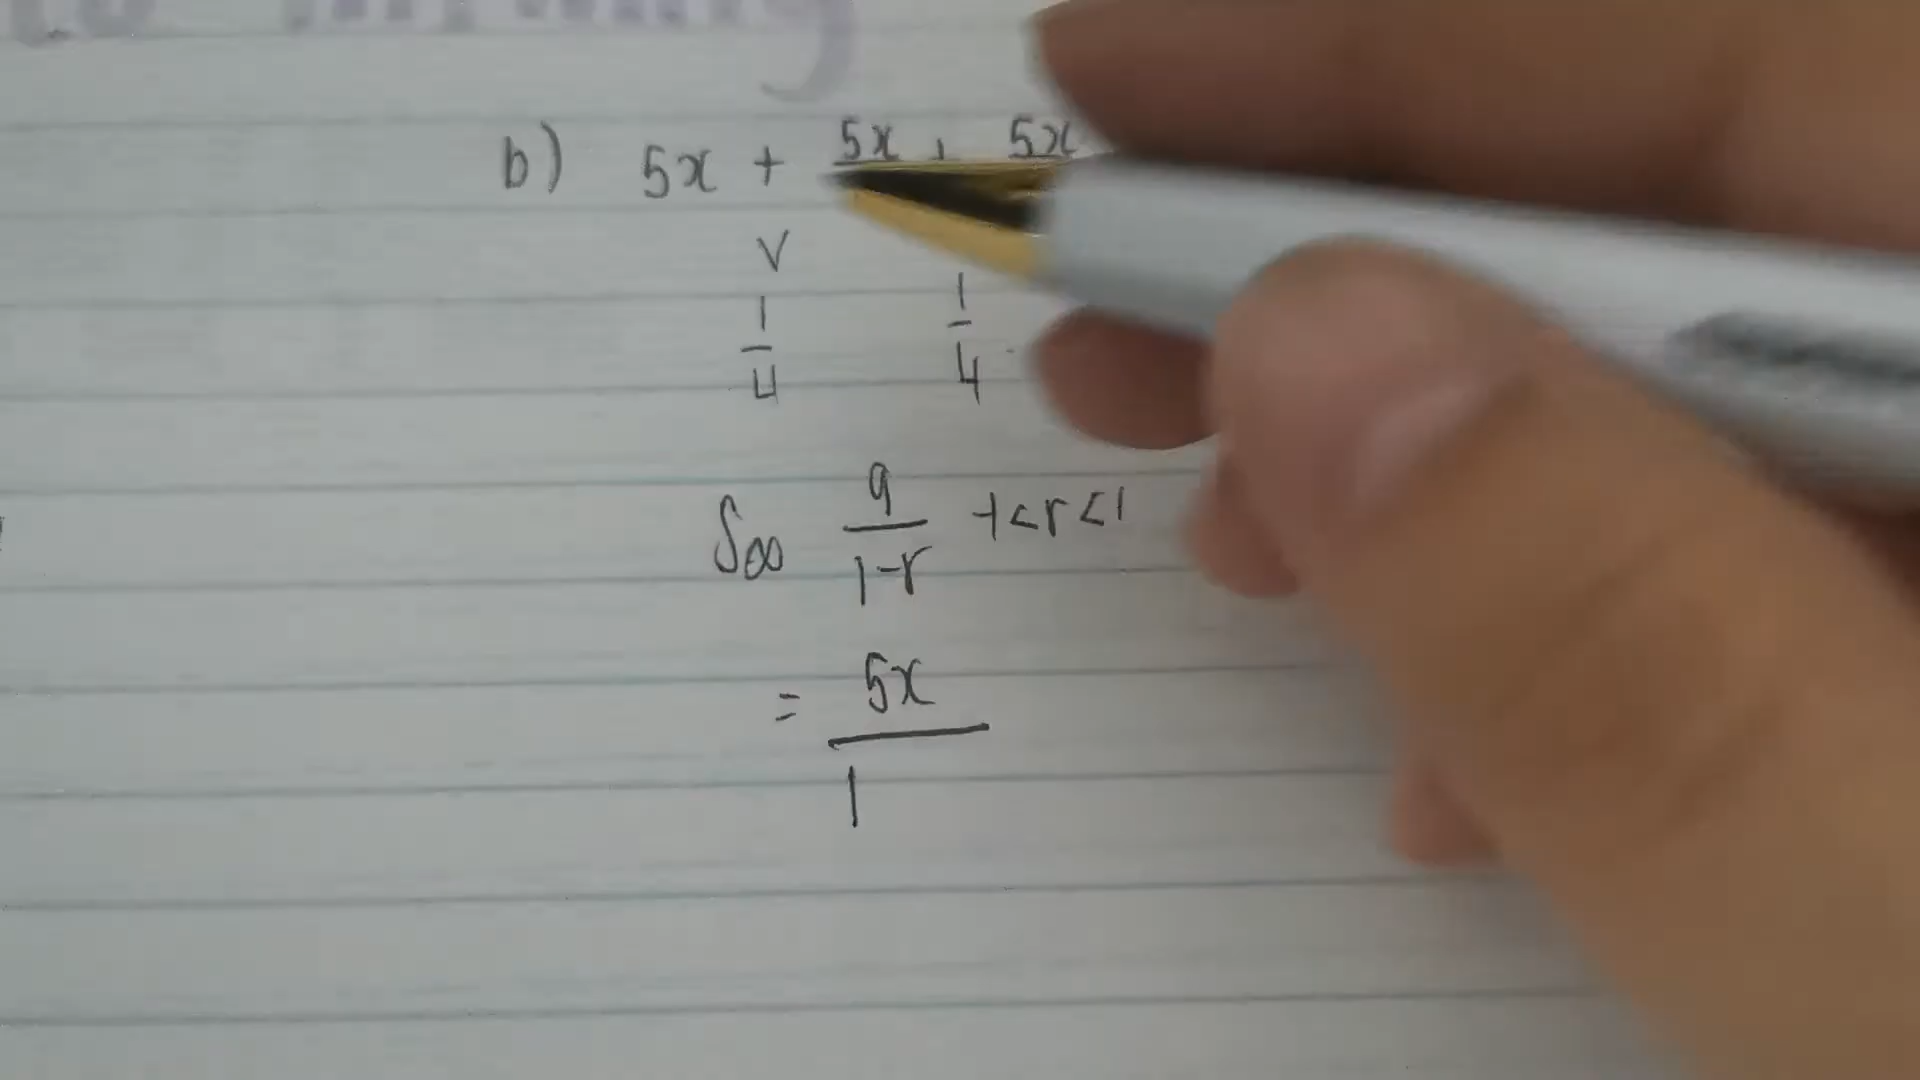 b) 5x + 5x + 5x
1/4 1/4
S∞ a/1-r -1<r<1
= 5x/1